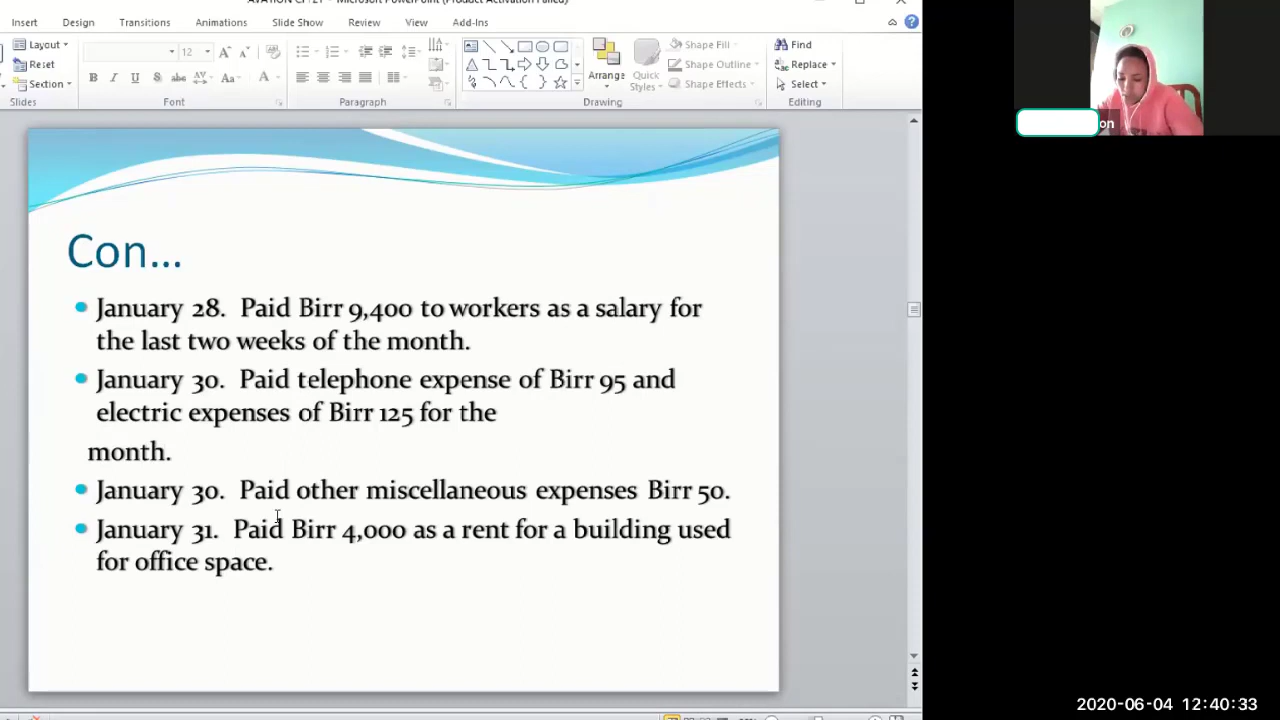 Insert Design Transitions Animations Slide Show Review View Add-Ins
Layout
Reset
Section
12
Shape Fill
Shape Outline
Shape Effects
Arrange
Quick Styles
Find
Replace
Select
Slides Font Paragraph Drawing Editing
Con...
January 28. Paid Birr 9,400 to workers as a salary for
the last two weeks of the month.
January 30. Paid telephone expense of Birr 95 and
electric expenses of Birr 125 for the
month.
January 30. Paid other miscellaneous expenses Birr 50.
January 31. Paid Birr 4,000 as a rent for a building used
for office space.
on
2020-06-04 12:40:33